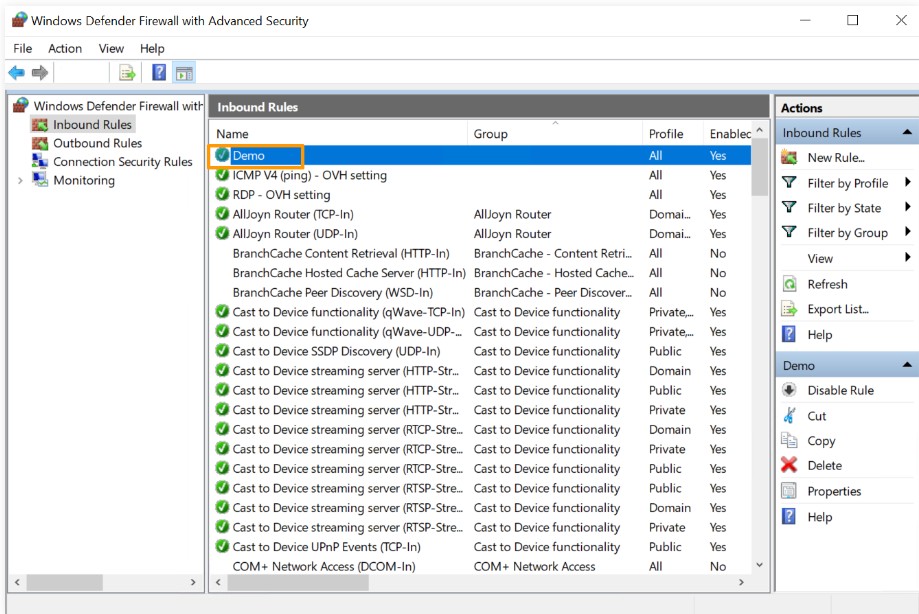 Windows Defender Firewall with Advanced Security
File Action View Help
Windows Defender Firewall with
Inbound Rules
Outbound Rules
Connection Security Rules
Monitoring
Inbound Rules
Name Group Profile Enabled
Demo All Yes
ICMP V4 (ping) - OVH setting All Yes
RDP - OVH setting All Yes
AllJoyn Router (TCP-In) AllJoyn Router Domai... Yes
AllJoyn Router (UDP-In) AllJoyn Router Domai... Yes
BranchCache Content Retrieval (HTTP-In) BranchCache - Content Retri... All No
BranchCache Hosted Cache Server (HTTP-In) BranchCache - Hosted Cache... All No
BranchCache Peer Discovery (WSD-In) BranchCache - Peer Discover... All No
Cast to Device functionality (qWave-TCP-In) Cast to Device functionality Private,... Yes
Cast to Device functionality (qWave-UDP-... Cast to Device functionality Private,... Yes
Cast to Device SSDP Discovery (UDP-In) Cast to Device functionality Public Yes
Cast to Device streaming server (HTTP-Str... Cast to Device functionality Domain Yes
Cast to Device streaming server (HTTP-Str... Cast to Device functionality Public Yes
Cast to Device streaming server (HTTP-Str... Cast to Device functionality Private Yes
Cast to Device streaming server (RTCP-Stre... Cast to Device functionality Domain Yes
Cast to Device streaming server (RTCP-Stre... Cast to Device functionality Private Yes
Cast to Device streaming server (RTCP-Stre... Cast to Device functionality Public Yes
Cast to Device streaming server (RTSP-Stre... Cast to Device functionality Public Yes
Cast to Device streaming server (RTSP-Stre... Cast to Device functionality Domain Yes
Cast to Device streaming server (RTSP-Stre... Cast to Device functionality Private Yes
Cast to Device UPnP Events (TCP-In) Cast to Device functionality Public Yes
COM+ Network Access (DCOM-In) COM+ Network Access All No
Actions
Inbound Rules
New Rule...
Filter by Profile
Filter by State
Filter by Group
View
Refresh
Export List...
Help
Demo
Disable Rule
Cut
Copy
Delete
Properties
Help